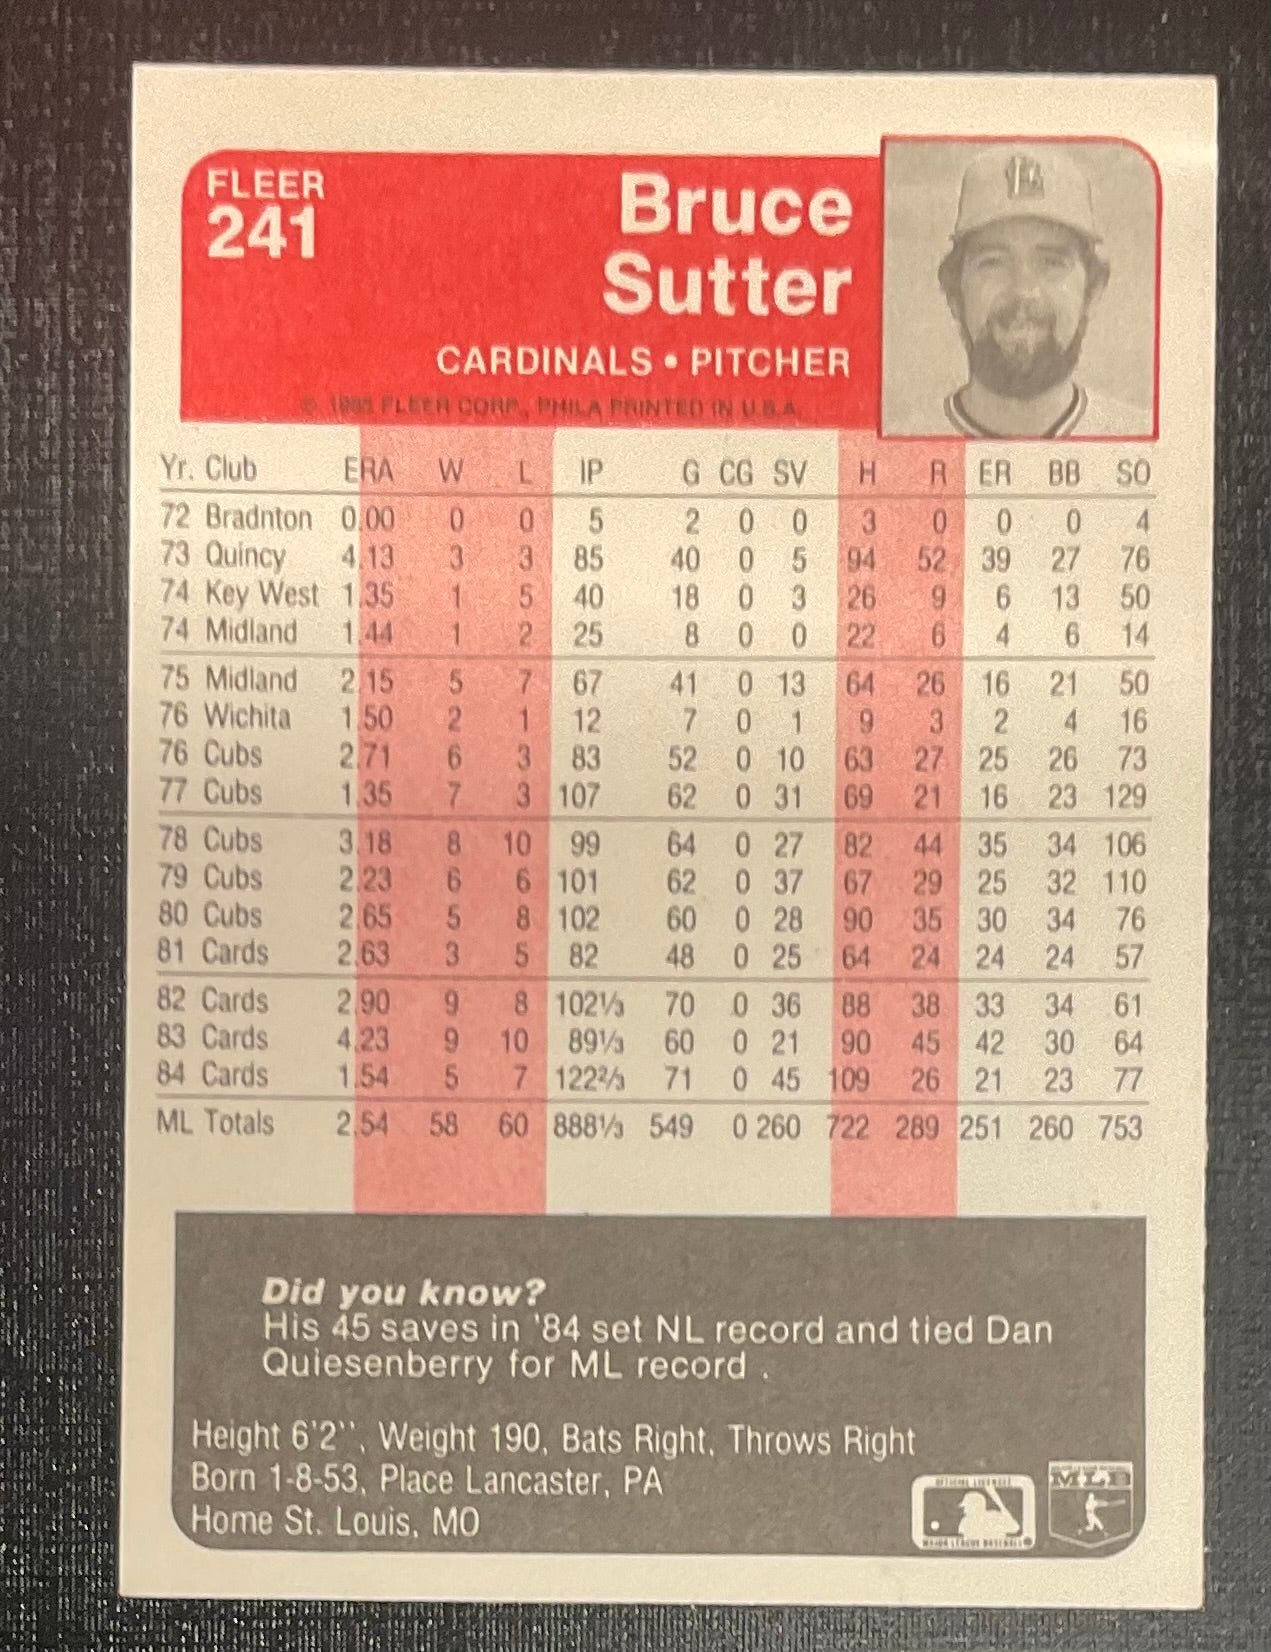 FLEER
241
Bruce
Sutter
CARDINALS • PITCHER
© 1985 FLEER CORP., PHILA PRINTED IN U.S.A.
Yr. Club ERA W L IP G CG SV H R ER BB SO
72 Bradnton 0.00 0 0 5 2 0 0 3 0 0 0 4
73 Quincy 4.13 3 3 85 40 0 5 94 52 39 27 76
74 Key West 1.35 1 5 40 18 0 3 26 9 6 13 50
74 Midland 1.44 1 2 25 8 0 0 22 6 4 6 14
75 Midland 2.15 5 7 67 41 0 13 64 26 16 21 50
76 Wichita 1.50 2 1 12 7 0 1 9 3 2 4 16
76 Cubs 2.71 6 3 83 52 0 10 63 27 25 26 73
77 Cubs 1.35 7 3 107 62 0 31 69 21 16 23 129
78 Cubs 3.18 8 10 99 64 0 27 82 44 35 34 106
79 Cubs 2.23 6 6 101 62 0 37 67 29 25 32 110
80 Cubs 2.65 5 8 102 60 0 28 90 35 30 34 76
81 Cards 2.63 3 5 82 48 0 25 64 24 24 24 57
82 Cards 2.90 9 8 102⅓ 70 0 36 88 38 33 34 61
83 Cards 4.23 9 10 89⅓ 60 0 21 90 45 42 30 64
84 Cards 1.54 5 7 122⅔ 71 0 45 109 26 21 23 77
ML Totals 2.54 58 60 888⅓ 549 0 260 722 289 251 260 753
Did you know?
His 45 saves in '84 set NL record and tied Dan
Quiesenberry for ML record .
Height 6'2'', Weight 190, Bats Right, Throws Right
Born 1-8-53, Place Lancaster, PA
Home St. Louis, MO
MLB
MAJOR LEAGUE BASEBALL